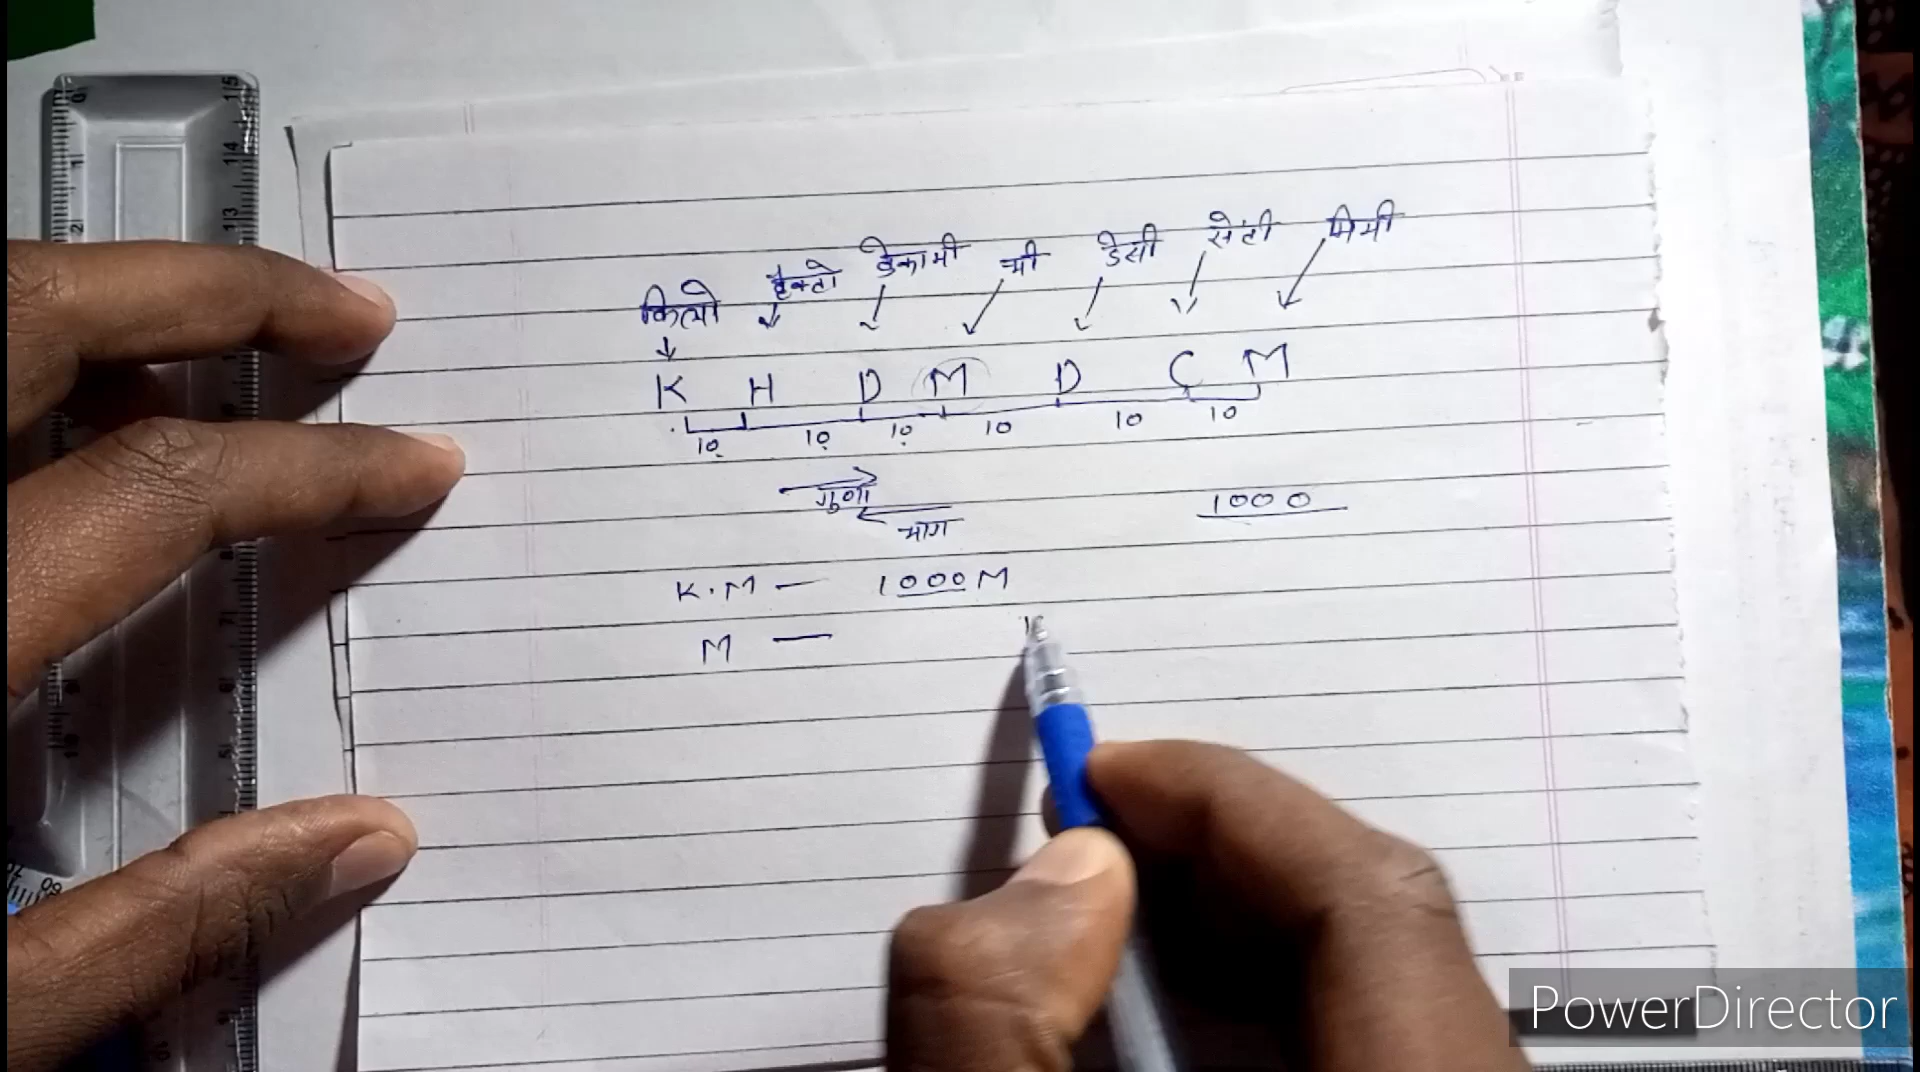 किलो हैक्टो डेकामी मी डेसी सेंटी मिमी
K H D M D C M
10 10 10 10 10 10
गुणा
भाग
1000
K.M — 1000M
M —
PowerDirector